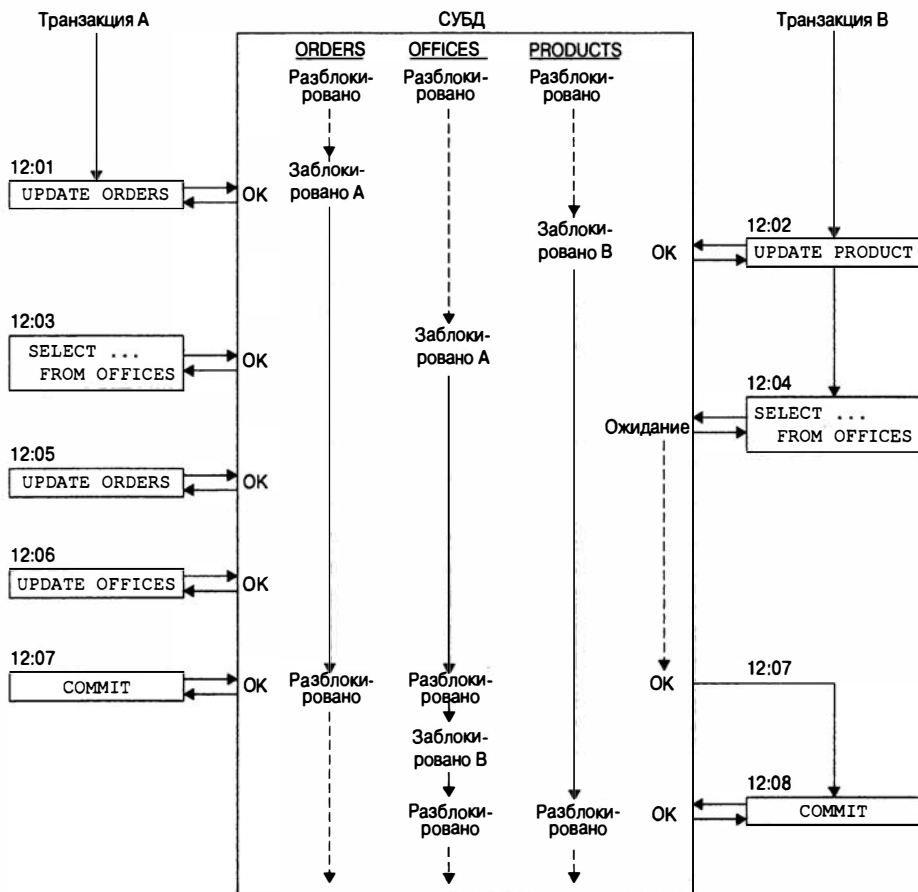 Транзакция A
СУБД
Транзакция B
ORDERS OFFICES PRODUCTS
Разблоки-
ровано
Разблоки-
ровано
Разблоки-
ровано
12:01
UPDATE ORDERS
OK
Заблоки-
ровано A
12:02
UPDATE PRODUCT
OK
Заблоки-
ровано B
12:03
SELECT ...
FROM OFFICES
OK
Заблоки-
ровано A
12:04
SELECT ...
FROM OFFICES
Ожидание
12:05
UPDATE ORDERS
OK
12:06
UPDATE OFFICES
OK
12:07
COMMIT
OK
Разблоки-
ровано
Разблоки-
ровано
OK
12:07
Заблоки-
ровано B
12:08
COMMIT
OK
Разблоки-
ровано
Разблоки-
ровано